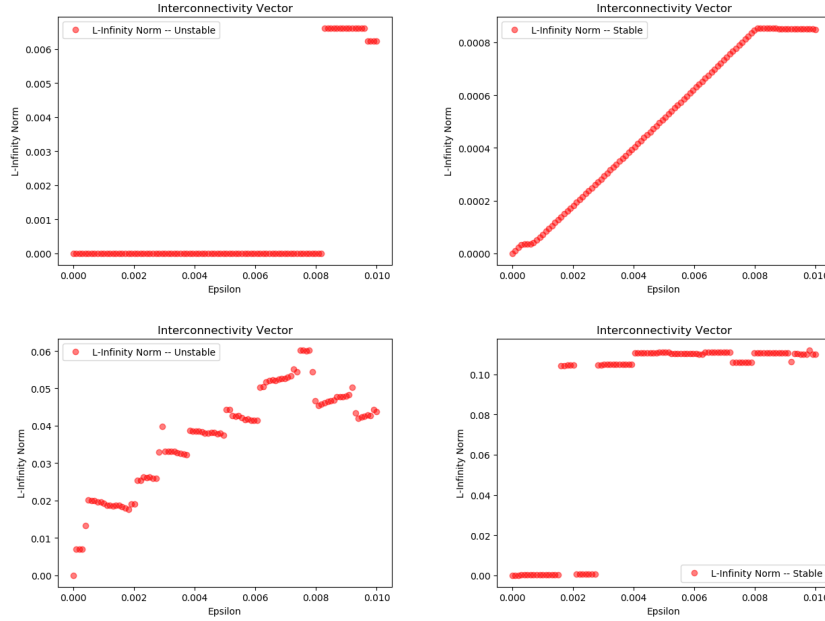 Interconnectivity Vector
L-Infinity Norm -- Unstable
L-Infinity Norm
0.006
0.005
0.004
0.003
0.002
0.001
0.000
0.000 0.002 0.004 0.006 0.008 0.010
Epsilon
Interconnectivity Vector
L-Infinity Norm -- Stable
L-Infinity Norm
0.0008
0.0006
0.0004
0.0002
0.0000
0.000 0.002 0.004 0.006 0.008 0.010
Epsilon
Interconnectivity Vector
L-Infinity Norm -- Unstable
L-Infinity Norm
0.06
0.05
0.04
0.03
0.02
0.01
0.00
0.000 0.002 0.004 0.006 0.008 0.010
Epsilon
Interconnectivity Vector
L-Infinity Norm
0.10
0.08
0.06
0.04
0.02
0.00
L-Infinity Norm -- Stable
0.000 0.002 0.004 0.006 0.008 0.010
Epsilon